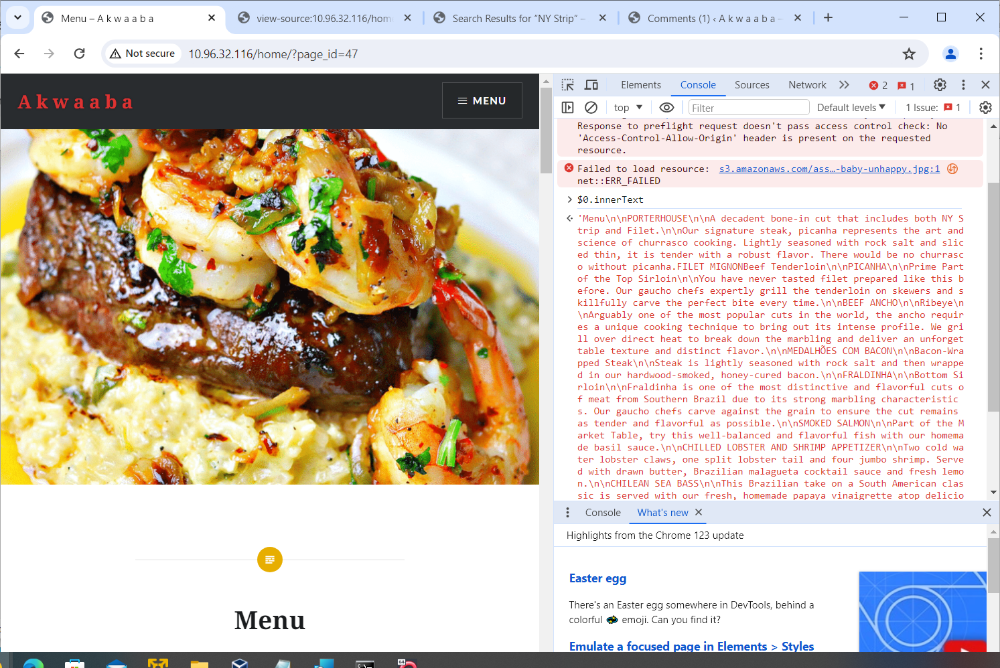 Menu – A k w a a b a
view-source:10.96.32.116/hom
Search Results for “NY Strip” –
Comments (1) ‹ A k w a a b a –
Not secure
10.96.32.116/home/?page_id=47
A k w a a b a
MENU
Menu
Elements Console Sources Network
2 1
top Filter Default levels 1 Issue: 1
Response to preflight request doesn't pass access control check: No
'Access-Control-Allow-Origin' header is present on the requested
resource.
Failed to load resource: s3.amazonaws.com/ass…-baby-unhappy.jpg:1
net::ERR_FAILED
$0.innerText
'Menu\n\nPORTERHOUSE\n\nA decadent bone-in cut that includes both NY S
trip and Filet.\n\nOur signature steak, picanha represents the art and
science of churrasco cooking. Lightly seasoned with rock salt and slic
ed thin, it is tender with a robust flavor. There would be no churrasc
o without picanha.FILET MIGNONBeef Tenderloin\n\nPICANHA\n\nPrime Part
of the Top Sirloin\n\nYou have never tasted filet prepared like this b
efore. Our gaucho chefs expertly grill the tenderloin on skewers and s
killfully carve the perfect bite every time.\n\nBEEF ANCHO\n\nRibeye\n
\nArguably one of the most popular cuts in the world, the ancho requir
es a unique cooking technique to bring out its intense profile. We gri
ll over direct heat to break down the marbling and deliver an unforget
table texture and distinct flavor.\n\nMEDALHÕES COM BACON\n\nBacon-Wra
pped Steak\n\nSteak is lightly seasoned with rock salt and then wrappe
d in our hardwood-smoked, honey-cured bacon.\n\nFRALDINHA\n\nBottom Si
rloin\n\nFraldinha is one of the most distinctive and flavorful cuts o
f meat from Southern Brazil due to its strong marbling characteristic
s. Our gaucho chefs carve against the grain to ensure the cut remains
as tender and flavorful as possible.\n\nSMOKED SALMON\n\nPart of the M
arket Table, try this well-balanced and flavorful fish with our homema
de basil sauce.\n\nCHILLED LOBSTER AND SHRIMP APPETIZER\n\nTwo cold wa
ter lobster claws, one split lobster tail and four jumbo shrimp. Serve
d with drawn butter, Brazilian malagueta cocktail sauce and fresh lemo
n.\n\nCHILEAN SEA BASS\n\nThis Brazilian take on a South American clas
sic is served with our fresh, homemade papaya vinaigrette atop delicio
Console What's new
Highlights from the Chrome 123 update
Easter egg
There's an Easter egg somewhere in DevTools, behind a
colorful emoji. Can you find it?
Emulate a focused page in Elements > Styles
64